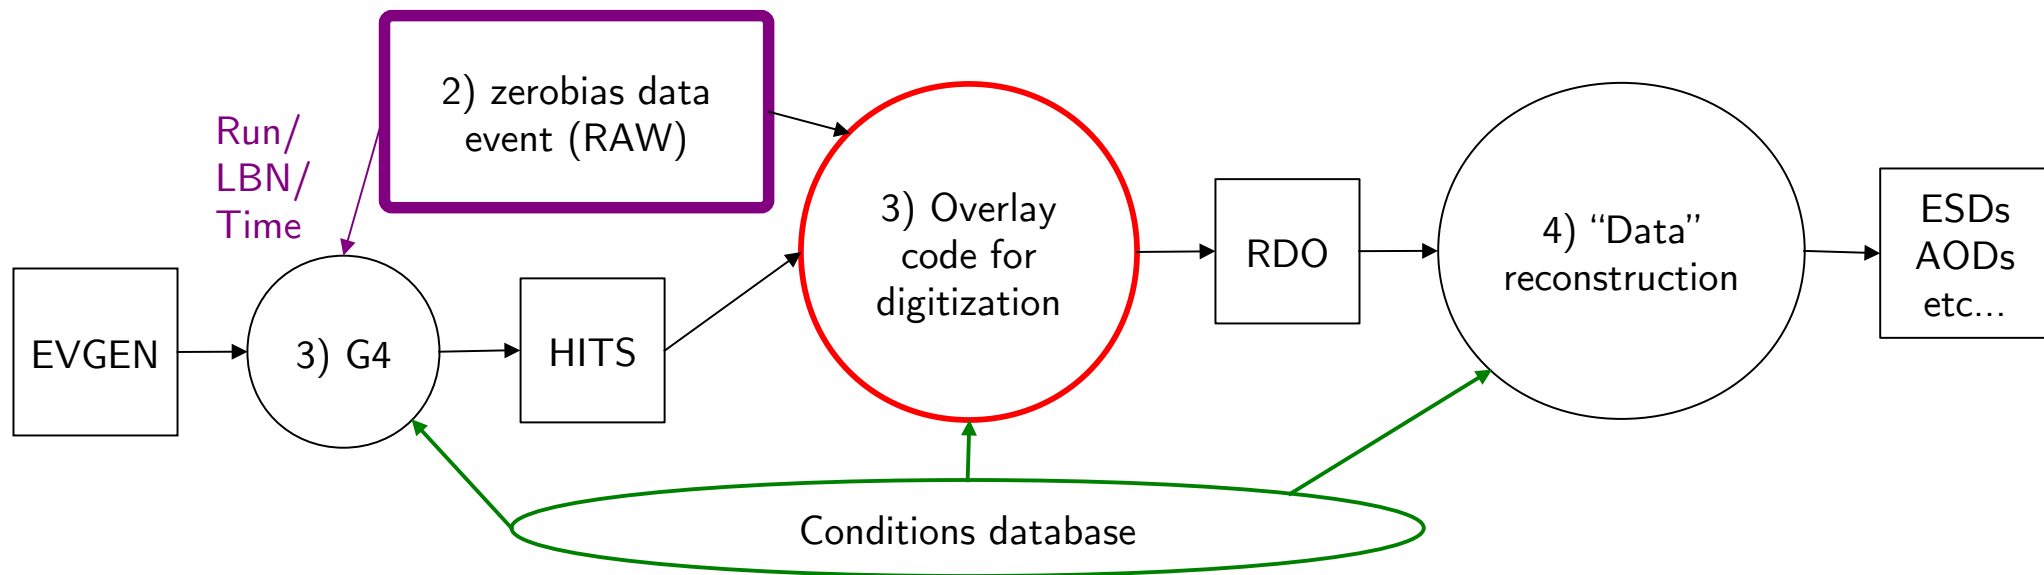 2) zerobias data
event (RAW)
Run/
LBN/
Time
3) Overlay
code for
digitization
4) “Data”
reconstruction
ESDs
AODs
etc...
RDO
EVGEN
3) G4
HITS
Conditions database